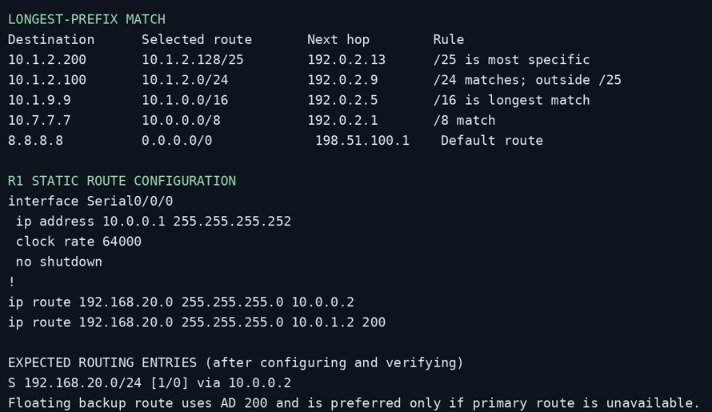 LONGEST-PREFIX MATCH
Destination      Selected route       Next hop        Rule
10.1.2.200       10.1.2.128/25        192.0.2.13      /25 is most specific
10.1.2.100       10.1.2.0/24          192.0.2.9       /24 matches; outside /25
10.1.9.9         10.1.0.0/16          192.0.2.5       /16 is longest match
10.7.7.7         10.0.0.0/8           192.0.2.1       /8 match
8.8.8.8          0.0.0.0/0             198.51.100.1    Default route

R1 STATIC ROUTE CONFIGURATION
interface Serial0/0/0
 ip address 10.0.0.1 255.255.255.252
 clock rate 64000
 no shutdown
!
ip route 192.168.20.0 255.255.255.0 10.0.0.2
ip route 192.168.20.0 255.255.255.0 10.0.1.2 200

EXPECTED ROUTING ENTRIES (after configuring and verifying)
S 192.168.20.0/24 [1/0] via 10.0.0.2
Floating backup route uses AD 200 and is preferred only if primary route is unavailable.